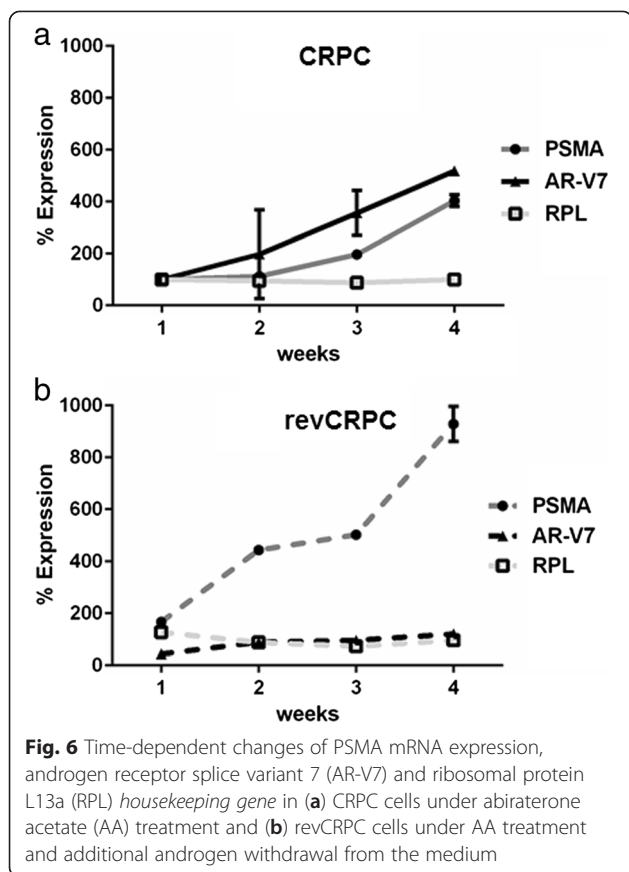 a
CRPC
1000
800
600
400
200
0
% Expression
PSMA
AR-V7
RPL
1 2 3 4
weeks
b
revCRPC
1000
800
600
400
200
0
% Expression
PSMA
AR-V7
RPL
1 2 3 4
weeks
Fig. 6 Time-dependent changes of PSMA mRNA expression,
androgen receptor splice variant 7 (AR-V7) and ribosomal protein
L13a (RPL) housekeeping gene in (a) CRPC cells under abiraterone
acetate (AA) treatment and (b) revCRPC cells under AA treatment
and additional androgen withdrawal from the medium